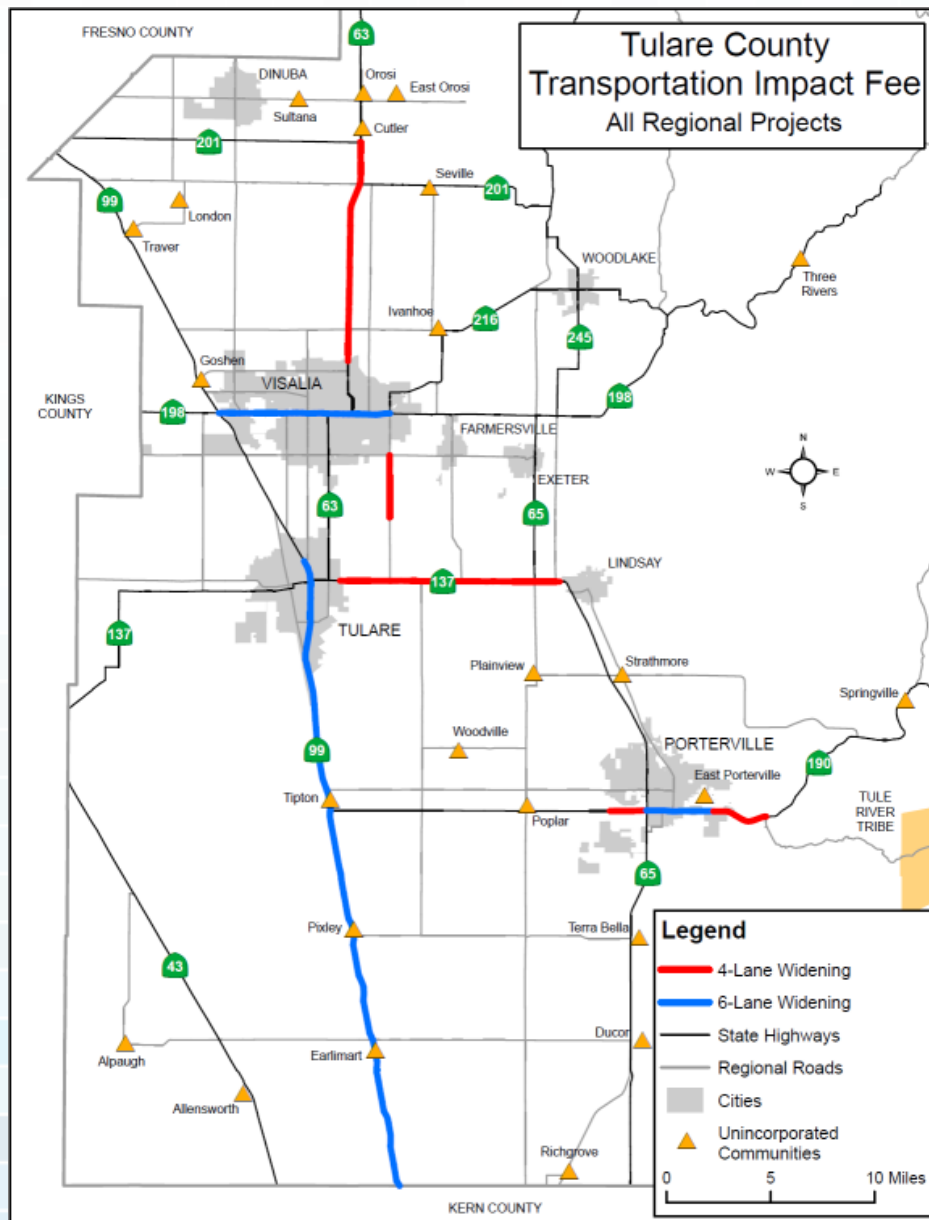 Tulare County
Transportation Impact Fee
All Regional Projects
FRESNO COUNTY
63
DINUBA
Orosi
East Orosi
Sultana
Cutler
201
Seville
201
99
London
Traver
WOODLAKE
Three
Rivers
Ivanhoe
216
245
Goshen
VISALIA
KINGS
COUNTY
198
198
FARMERSVILLE
EXETER
N
W
E
S
63
65
LINDSAY
137
137
TULARE
Plainview
Strathmore
Springville
Woodville
PORTERVILLE
99
190
East Porterville
Tipton
Poplar
TULE
RIVER
TRIBE
65
Pixley
Terra Bella
43
Alpaugh
Earlimart
Ducor
Allensworth
Richgrove
KERN COUNTY
Legend
4-Lane Widening
6-Lane Widening
State Highways
Regional Roads
Cities
Unincorporated
Communities
0 5 10 Miles